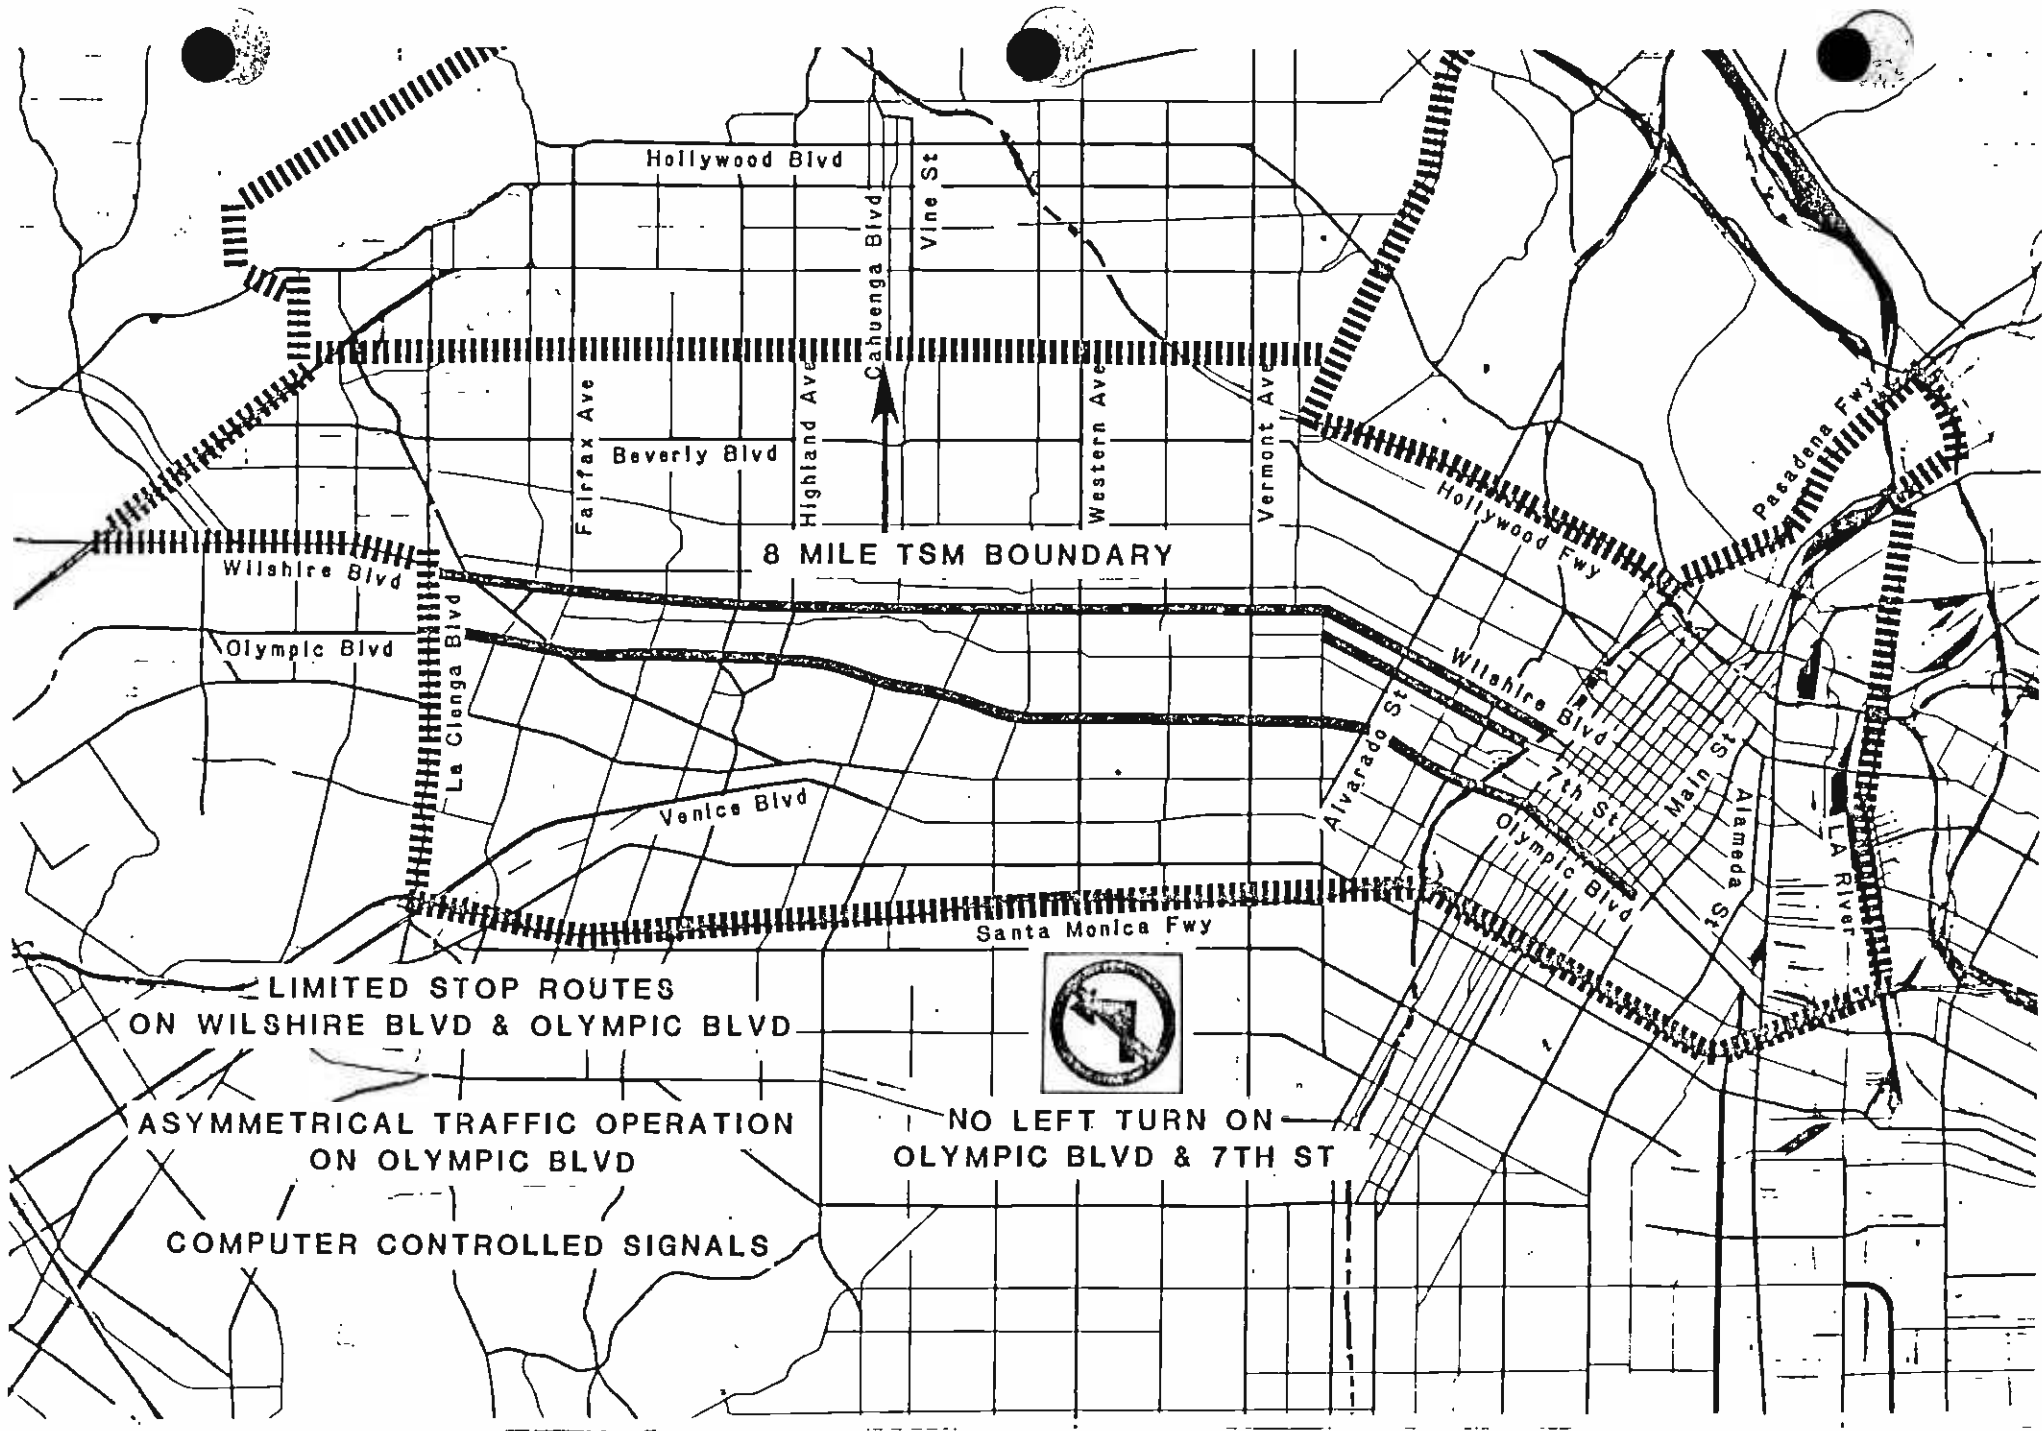 Hollywood Blvd
Cahuenga Blvd
Vine St
Fairfax Ave
Highland Ave
Western Ave
Vermont Ave
Beverly Blvd
Pasadena Fwy
Hollywood Fwy
8 MILE TSM BOUNDARY
Wilshire Blvd
Olympic Blvd
La Cienga Blvd
Wilshire Blvd
Alvarado St
7th St
Main St
Olympic Blvd
Alameda St
LA River
Venice Blvd
Santa Monica Fwy
LIMITED STOP ROUTES
ON WILSHIRE BLVD & OLYMPIC BLVD
ASYMMETRICAL TRAFFIC OPERATION
ON OLYMPIC BLVD
COMPUTER CONTROLLED SIGNALS
NO LEFT TURN ON
OLYMPIC BLVD & 7TH ST